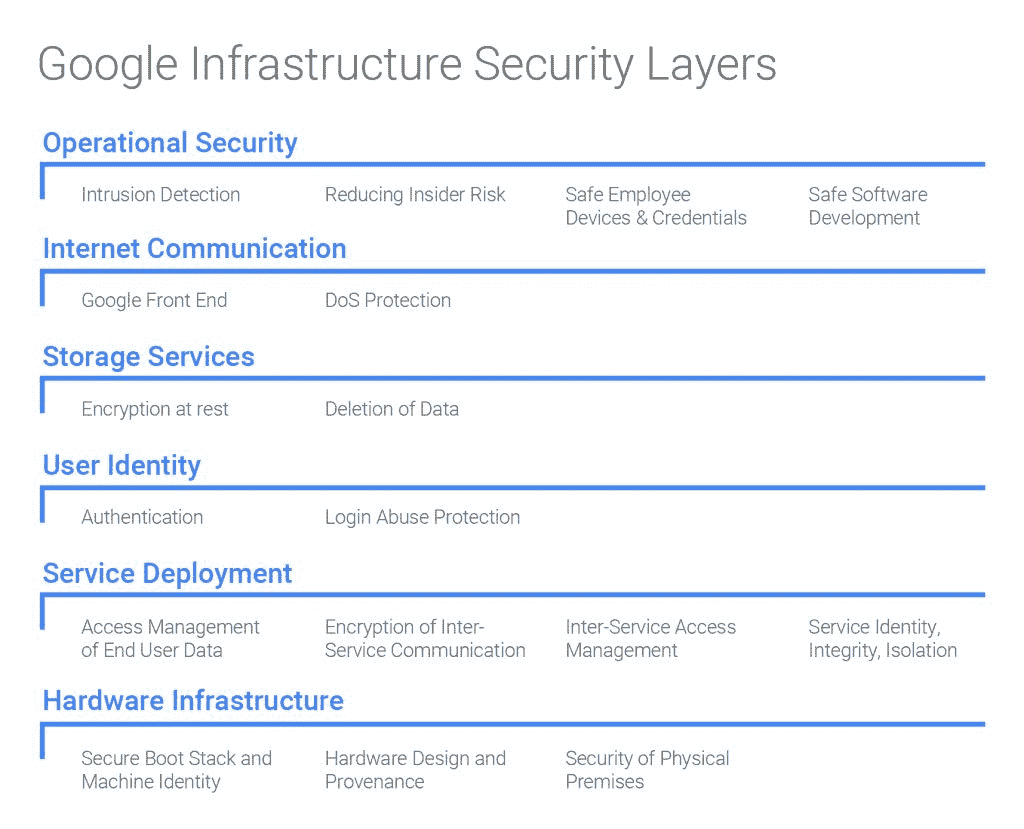 Google Infrastructure Security Layers
Operational Security
Intrusion Detection
Reducing Insider Risk
Safe Employee
Devices & Credentials
Safe Software
Development
Internet Communication
Google Front End
DoS Protection
Storage Services
Encryption at rest
Deletion of Data
User Identity
Authentication
Login Abuse Protection
Service Deployment
Access Management
of End User Data
Encryption of Inter-
Service Communication
Inter-Service Access
Management
Service Identity,
Integrity, Isolation
Hardware Infrastructure
Secure Boot Stack and
Machine Identity
Hardware Design and
Provenance
Security of Physical
Premises